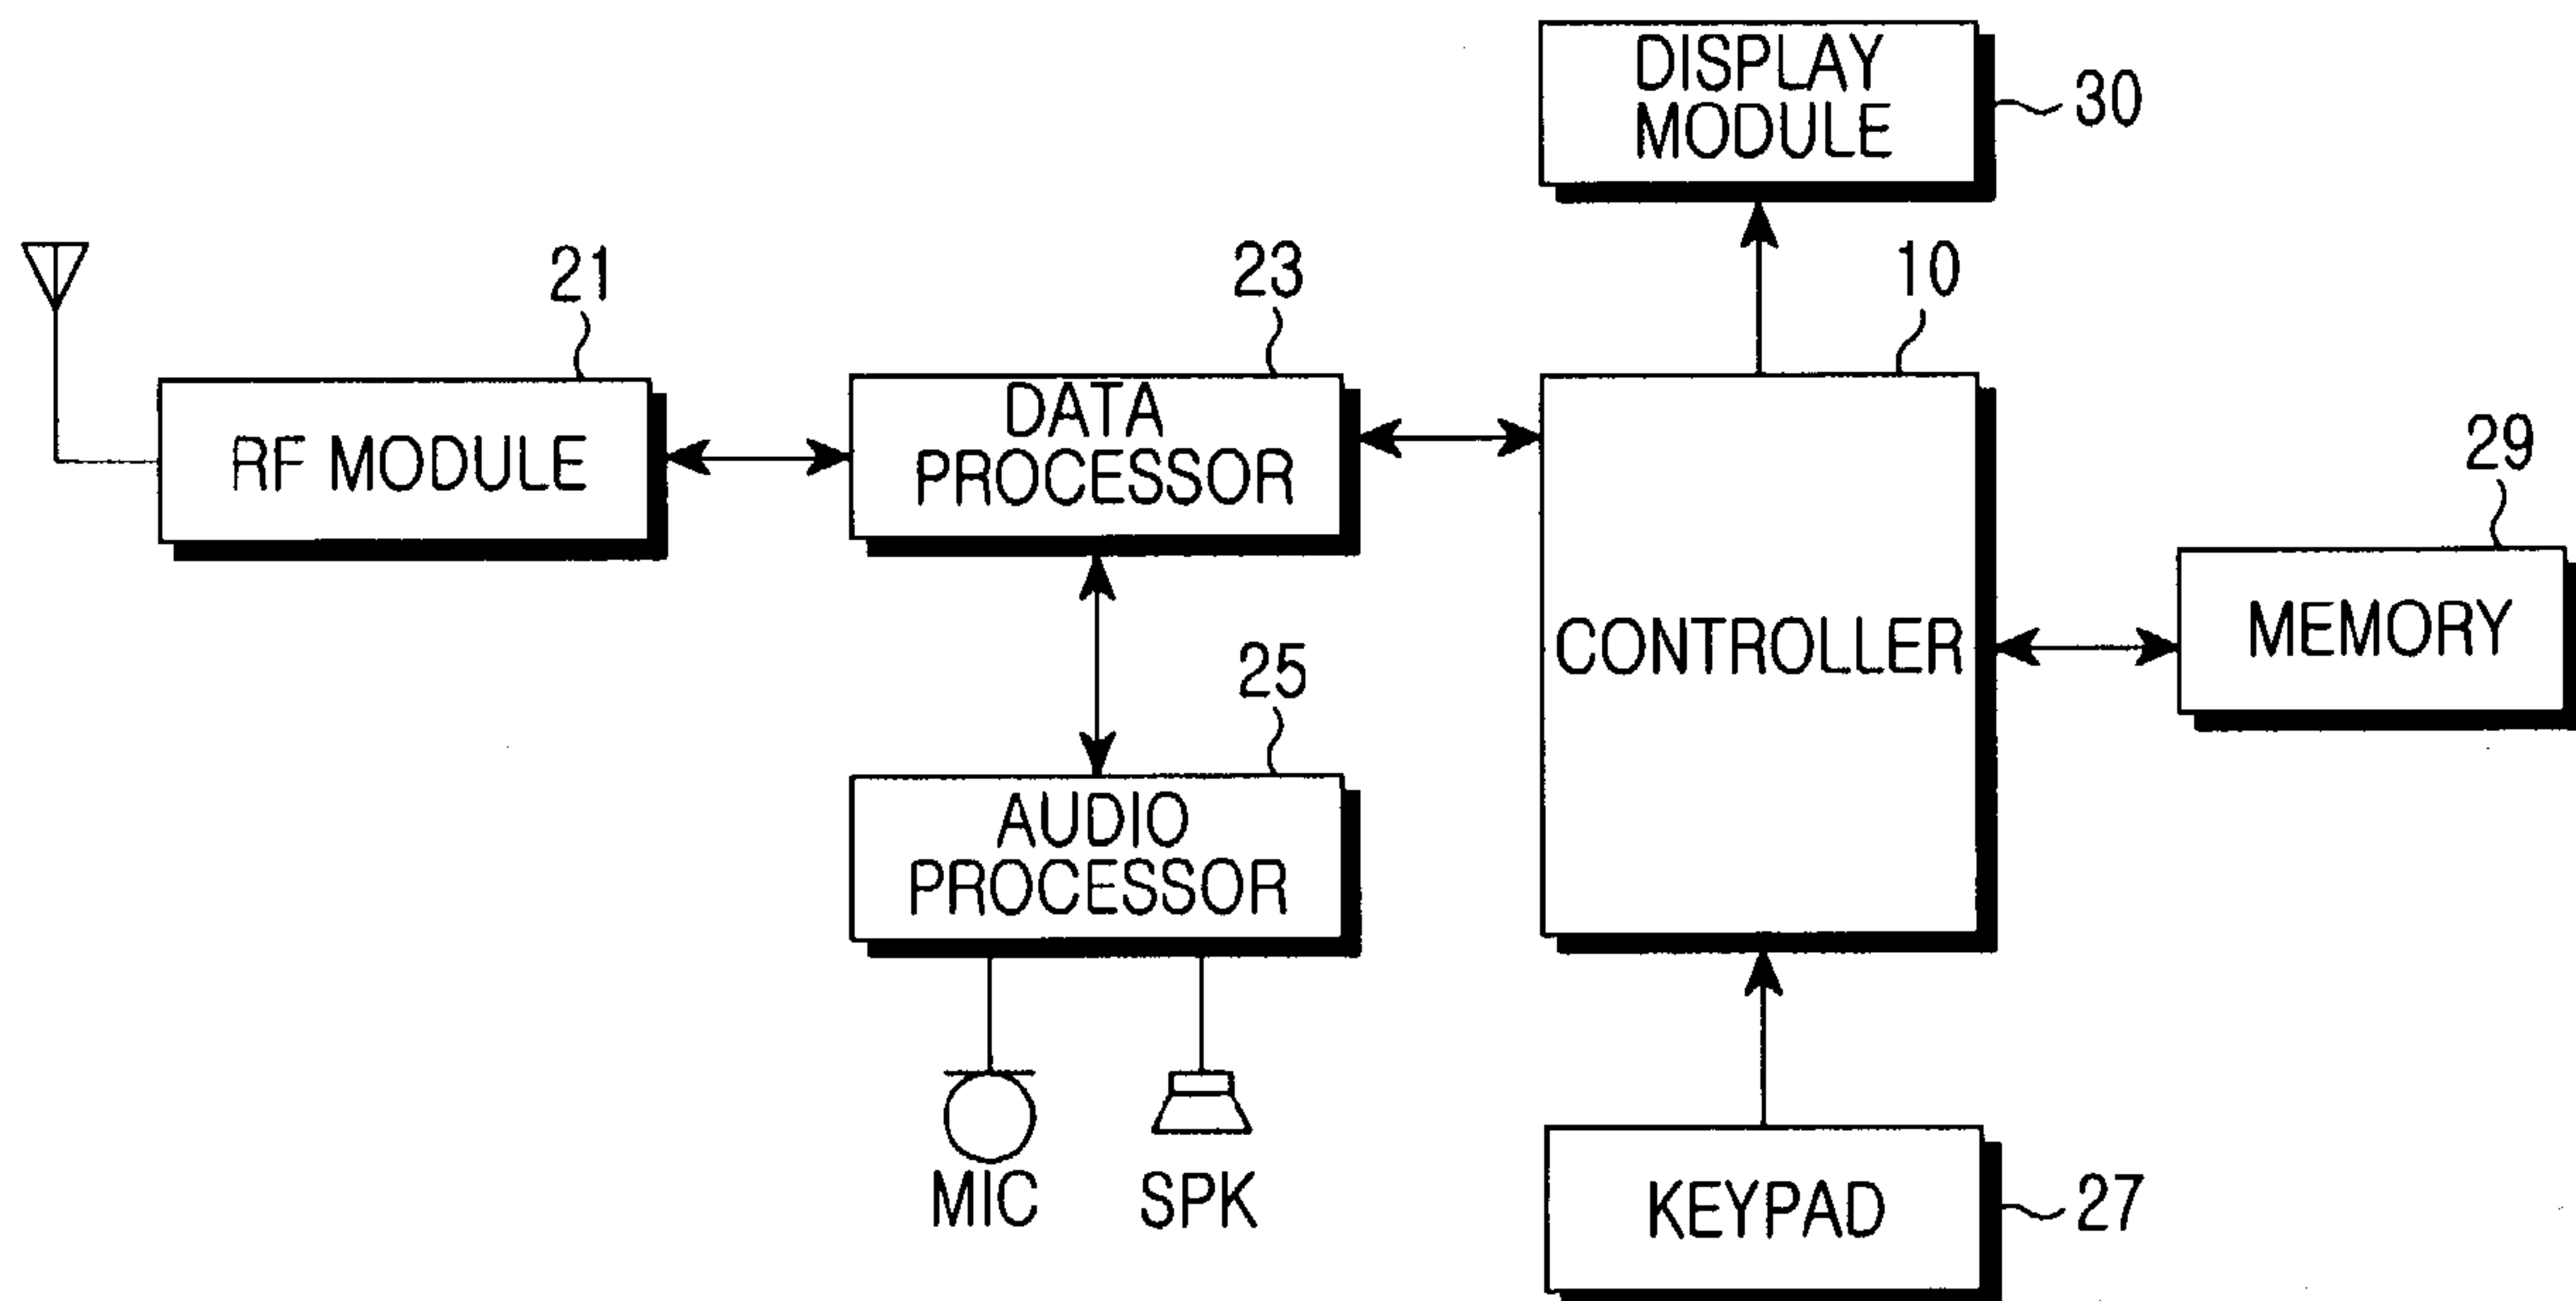 DISPLAY
MODULE
30
21
23
10
RF MODULE
DATA
PROCESSOR
CONTROLLER
29
MEMORY
25
AUDIO
PROCESSOR
MIC
SPK
KEYPAD
27